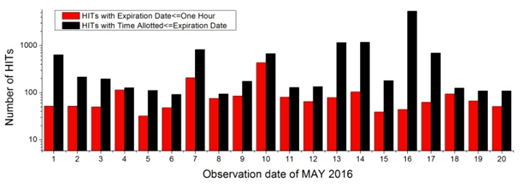 HITs with Expiration Date<=One Hour
HITs with Time Allotted<=Expiration Date
Number of HITs
1000
100
10
1 2 3 4 5 6 7 8 9 10 11 12 13 14 15 16 17 18 19 20
Observation date of MAY 2016